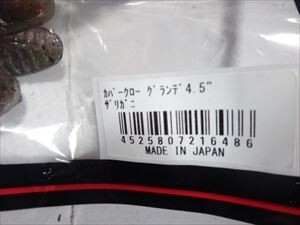 ｶﾊﾞｰｸﾛｰ ｸﾞﾗﾝﾃﾞ4.5"
ｻﾞﾘｶﾞﾆ
4525807216486
MADE IN JAPAN